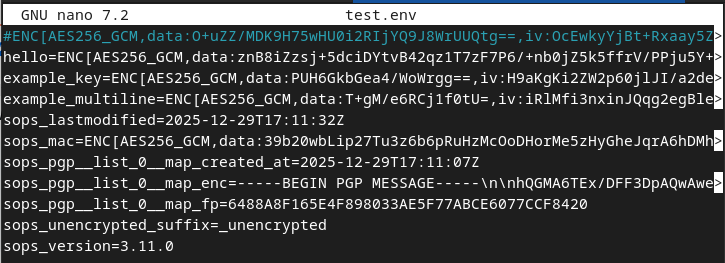 GNU nano 7.2 test.env
#ENC[AES256_GCM,data:O+uZZ/MDK9H75wHU0i2RIjYQ9J8WrUUQtg==,iv:OcEwkyYjBt+Rxaay5Z>
hello=ENC[AES256_GCM,data:znB8iZzsj+5dciDYtvB42qz1T7zF7P6/+nb0jZ5k5ffrV/PPju5Y+>
example_key=ENC[AES256_GCM,data:PUH6GkbGea4/WoWrgg==,iv:H9aKgKi2ZW2p60jlJI/a2de>
example_multiline=ENC[AES256_GCM,data:T+gM/e6RCj1f0tU=,iv:iRlMfi3nxinJQqg2egBle>
sops_lastmodified=2025-12-29T17:11:32Z
sops_mac=ENC[AES256_GCM,data:39b20wbLip27Tu3z6b6pRuHzMcOoDHorMe5zHyGheJqrA6hDMh>
sops_pgp__list_0__map_created_at=2025-12-29T17:11:07Z
sops_pgp__list_0__map_enc=-----BEGIN PGP MESSAGE-----\n\nhQGMA6TEx/DFF3DpAQwAwe>
sops_pgp__list_0__map_fp=6488A8F165E4F898033AE5F77ABCE6077CCF8420
sops_unencrypted_suffix=_unencrypted
sops_version=3.11.0